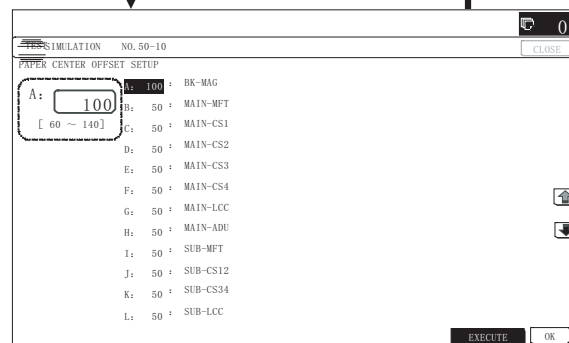 0
TEST SIMULATION NO.50-10
CLOSE
PAPER CENTER OFFSET SETUP
A: 100
[ 60 ~ 140]
A: 100 : BK-MAG
B: 50 : MAIN-MFT
C: 50 : MAIN-CS1
D: 50 : MAIN-CS2
E: 50 : MAIN-CS3
F: 50 : MAIN-CS4
G: 50 : MAIN-LCC
H: 50 : MAIN-ADU
I: 50 : SUB-MFT
J: 50 : SUB-CS12
K: 50 : SUB-CS34
L: 50 : SUB-LCC
EXECUTE OK